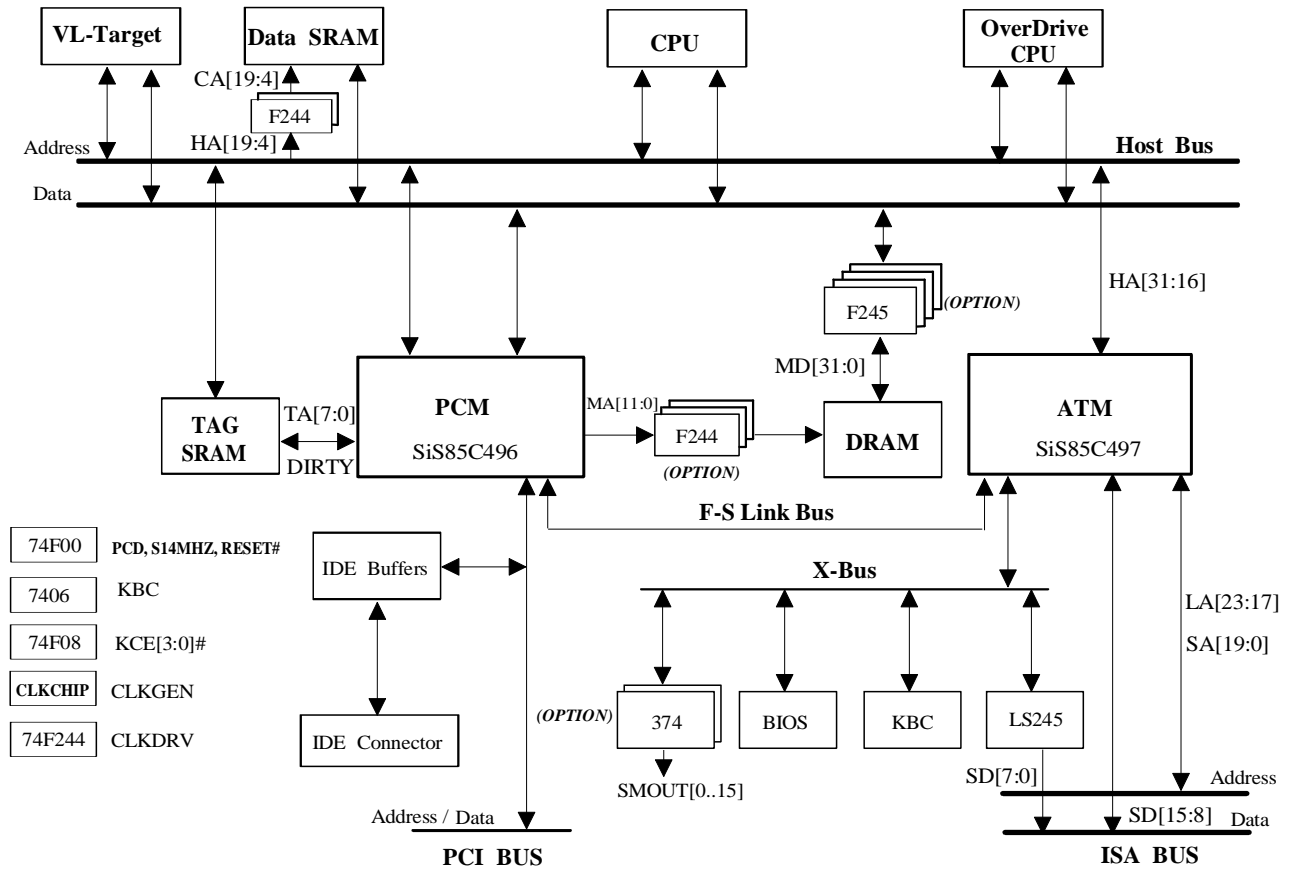 VL-Target
Data SRAM
CPU
OverDrive
CPU
CA[19:4]
F244
HA[19:4]
Address
Host Bus
Data
HA[31:16]
F245
(OPTION)
MD[31:0]
TAG
SRAM
TA[7:0]
DIRTY
PCM
SiS85C496
MA[11:0]
F244
(OPTION)
DRAM
ATM
SiS85C497
F-S Link Bus
74F00
PCD, S14MHZ, RESET#
7406
KBC
74F08
KCE[3:0]#
CLKCHIP
CLKGEN
74F244
CLKDRV
IDE Buffers
IDE Connector
X-Bus
LA[23:17]
SA[19:0]
(OPTION)
374
BIOS
KBC
LS245
SMOUT[0..15]
SD[7:0]
Address
SD[15:8]
Data
Address / Data
PCI BUS
ISA BUS